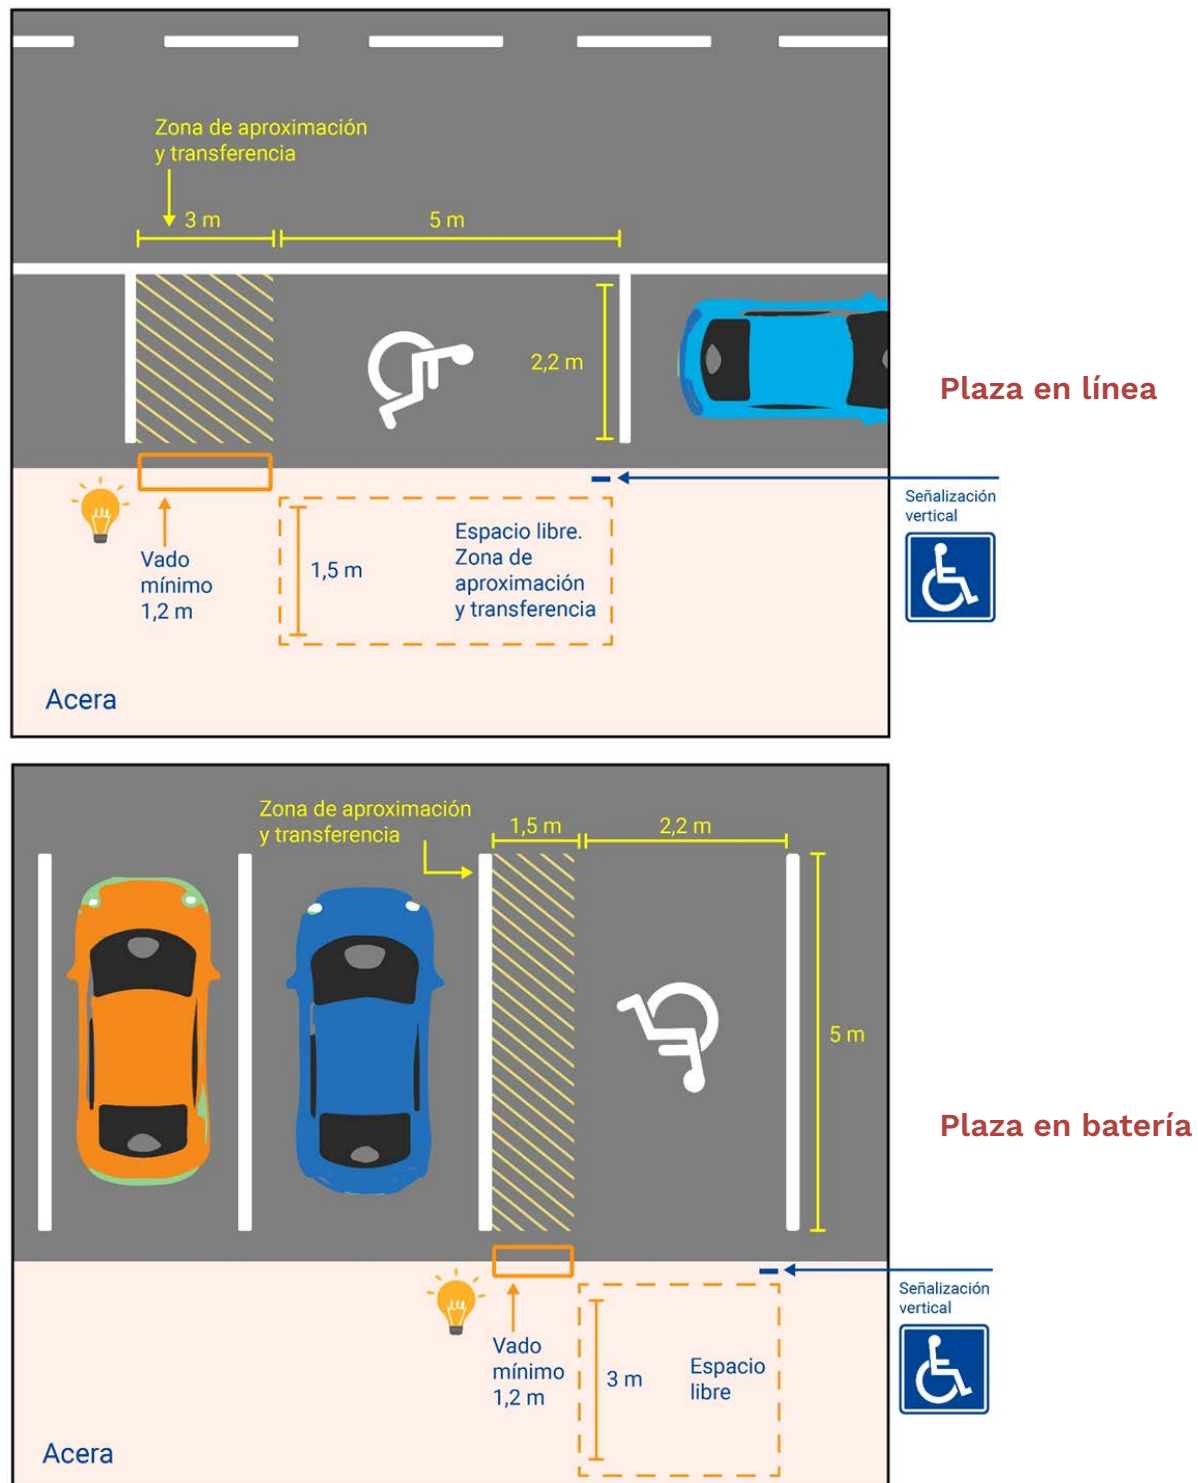 Zona de aproximación
y transferencia
3 m
5 m
2,2 m
Plaza en línea
Señalización
vertical
Vado
mínimo
1,2 m
1,5 m
Espacio libre.
Zona de
aproximación
y transferencia
Acera
Zona de aproximación
y transferencia
1,5 m
2,2 m
5 m
Plaza en batería
Señalización
vertical
Vado
mínimo
1,2 m
3 m
Espacio
libre
Acera